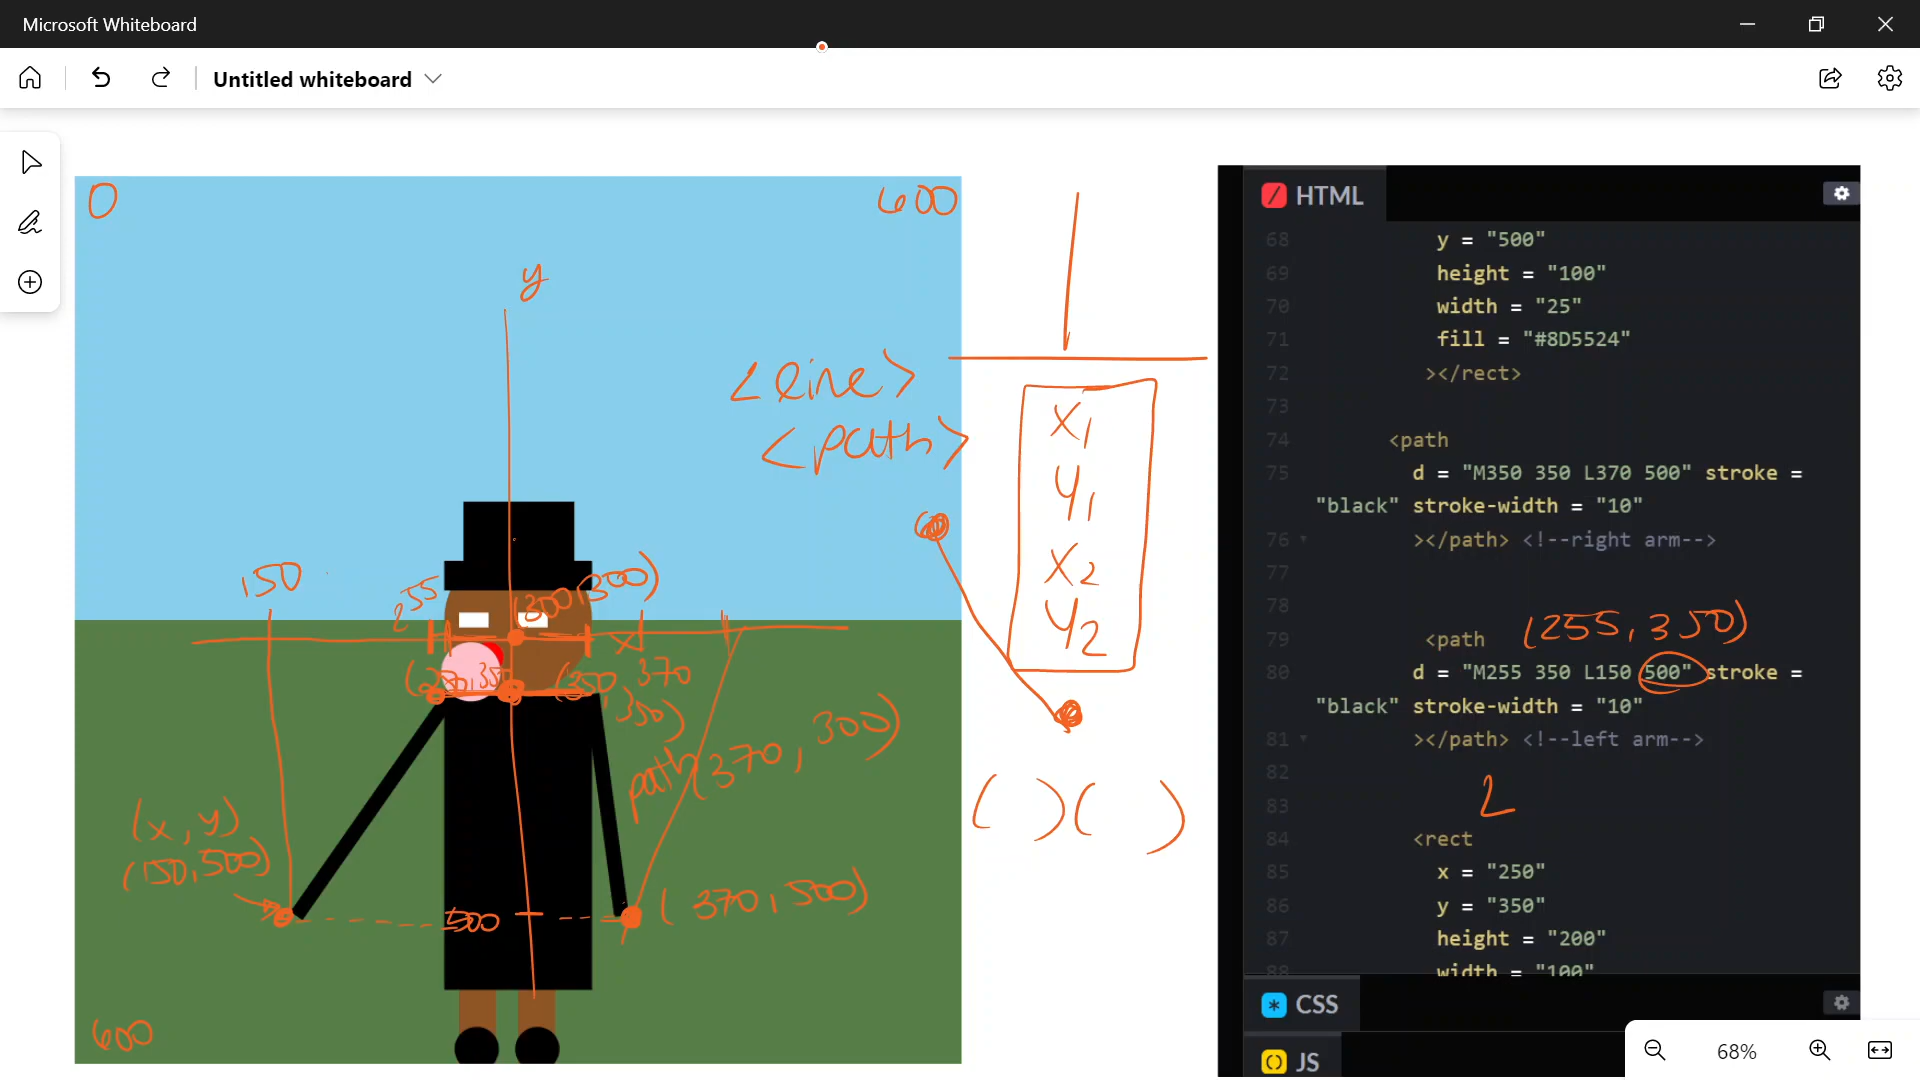 Microsoft Whiteboard
Untitled whiteboard
0
600
y
<line>
<path>
x1
y1
x2
y2
150
255
(300,300)
x
(250,350)
(350,
350)
370
path(370, 300)
(x,y)
(150,500)
500
(370,500)
600
( )( )
HTML
68 y = "500"
69 height = "100"
70 width = "25"
71 fill = "#8D5524"
72 ></rect>
73
74 <path
75 d = "M350 350 L370 500" stroke =
"black" stroke-width = "10"
76 ></path> <!--right arm-->
77
78
(255,350)
79 <path
80 d = "M255 350 L150 500" stroke =
"black" stroke-width = "10"
81 ></path> <!--left arm-->
82
83
L
84 <rect
85 x = "250"
86 y = "350"
87 height = "200"
88 width = "100"
CSS
JS
68%